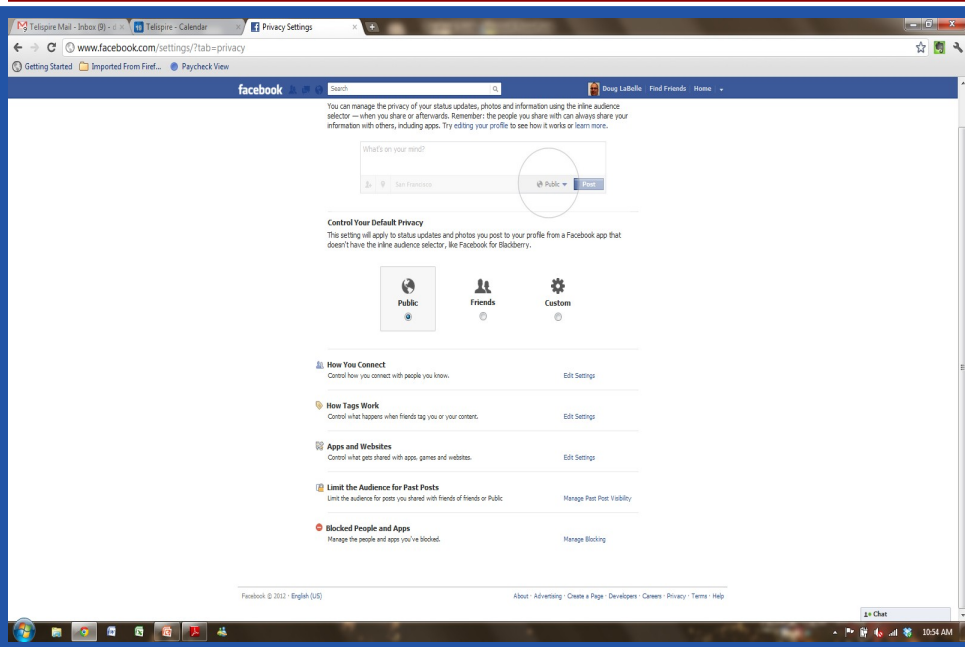 Telispire Mail - Inbox (9) - d
Telispire - Calendar
Privacy Settings
www.facebook.com/settings/?tab=privacy
Getting Started
Imported From Firef...
Paycheck View
facebook
Search
Doug LaBelle
Find Friends
Home
You can manage the privacy of your status updates, photos and information using the inline audience
selector — when you share or afterwards. Remember: the people you share with can always share your
information with others, including apps. Try editing your profile to see how it works or learn more.
What's on your mind?
San Francisco
Public
Post
Control Your Default Privacy
This setting will apply to status updates and photos you post to your profile from a Facebook app that
doesn't have the inline audience selector, like Facebook for Blackberry.
Public
Friends
Custom
How You Connect
Control how you connect with people you know.
Edit Settings
How Tags Work
Control what happens when friends tag you or your content.
Edit Settings
Apps and Websites
Control what gets shared with apps, games and websites.
Edit Settings
Limit the Audience for Past Posts
Limit the audience for posts you shared with friends of friends or Public
Manage Past Post Visibility
Blocked People and Apps
Manage the people and apps you've blocked.
Manage Blocking
Facebook © 2012 · English (US)
About · Advertising · Create a Page · Developers · Careers · Privacy · Terms · Help
Chat
10:54 AM